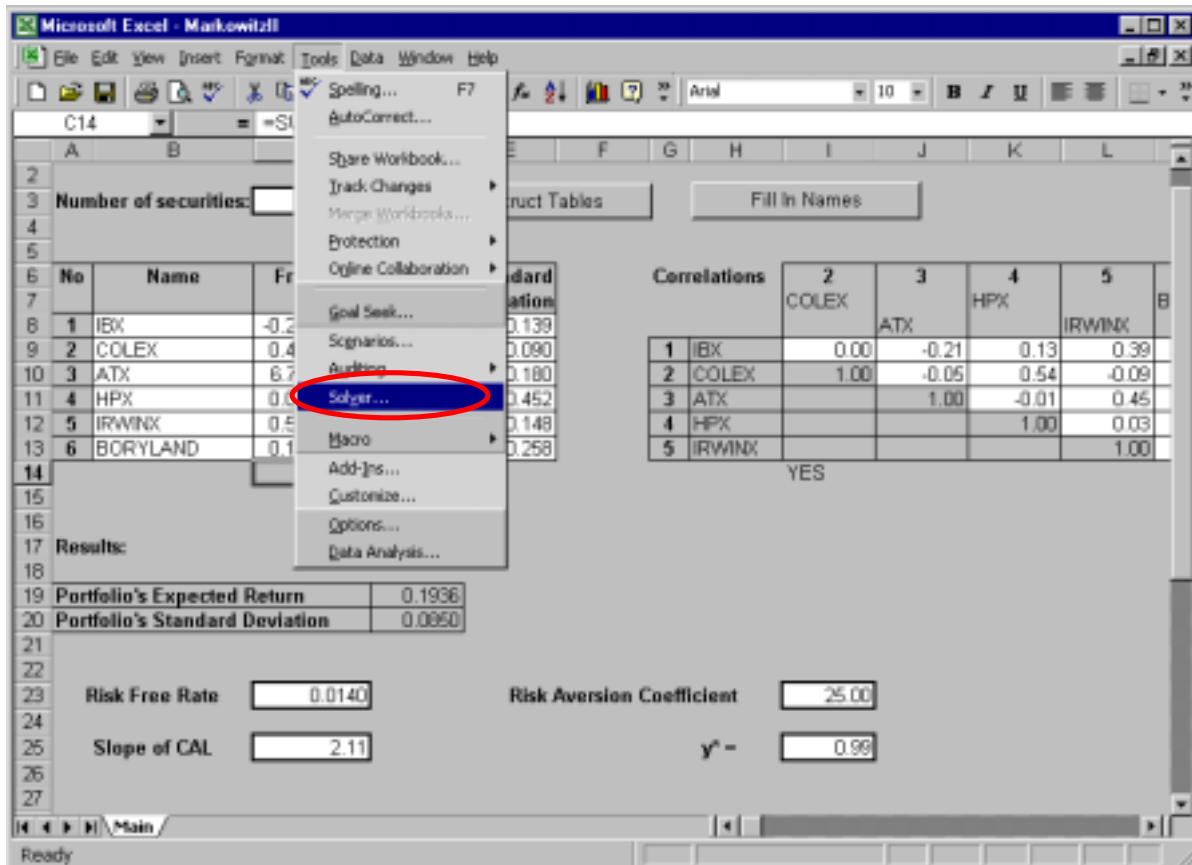 Microsoft Excel - MarkowitzII
File Edit View Insert Format Tools Data Window Help
Arial 10 B I U
C14 = =SU
A B E F G H I J K L
2
3 Number of securities: ruct Tables Fill In Names
4
5
6 No Name Fr dard Correlations 2 3 4 5
7 ation COLEX HPX B
8 1 IBX -0.2 0.139 ATX IRWINX
9 2 COLEX 0.4 0.090 1 IBX 0.00 -0.21 0.13 0.39
10 3 ATX 6.7 0.180 2 COLEX 1.00 -0.05 0.54 -0.09
11 4 HPX 0.0 0.452 3 ATX 1.00 -0.01 0.45
12 5 IRWINX 0.5 0.148 4 HPX 1.00 0.03
13 6 BORYLAND 0.1 0.258 5 IRWINX 1.00
14 YES
15
16
17 Results:
18
19 Portfolio's Expected Return 0.1936
20 Portfolio's Standard Deviation 0.0850
21
22
23 Risk Free Rate 0.0140 Risk Aversion Coefficient 25.00
24
25 Slope of CAL 2.11 y* = 0.99
26
27
Spelling... F7
AutoCorrect...
Share Workbook...
Track Changes
Merge Workbooks...
Protection
Online Collaboration
Goal Seek...
Scenarios...
Auditing
Solver...
Macro
Add-Ins...
Customize...
Options...
Data Analysis...
Main
Ready